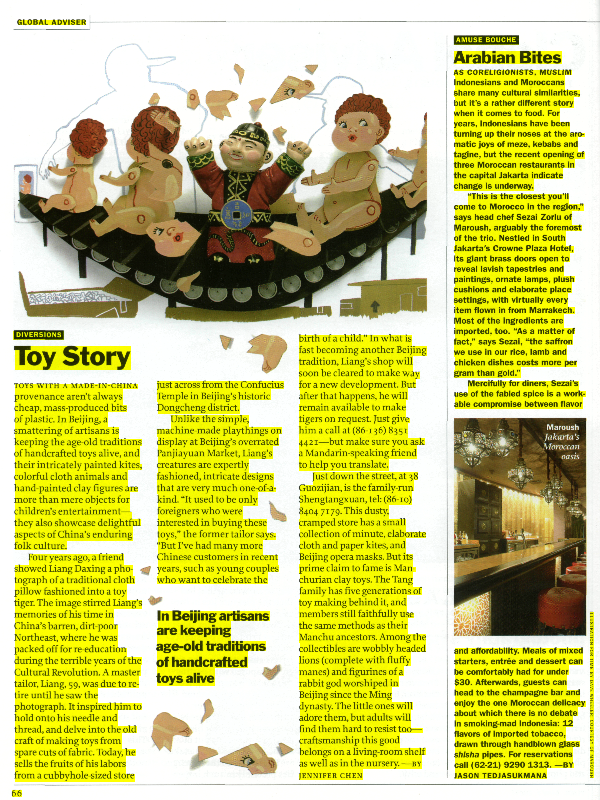 GLOBAL ADVISER
DIVERSIONS
Toy Story
TOYS WITH A MADE-IN-CHINA
provenance aren't always
cheap, mass-produced bits
of plastic. In Beijing, a
smattering of artisans is
keeping the age-old traditions
of handcrafted toys alive, and
their intricately painted kites,
colorful cloth animals and
hand-painted clay figures are
more than mere objects for
children's entertainment—
they also showcase delightful
aspects of China's enduring
folk culture.
Four years ago, a friend
showed Liang Daxing a pho-
tograph of a traditional cloth
pillow fashioned into a toy
tiger. The image stirred Liang's
memories of his time in
China's barren, dirt-poor
Northeast, where he was
packed off for re-education
during the terrible years of the
Cultural Revolution. A master
tailor, Liang, 59, was due to re-
tire until he saw the
photograph. It inspired him to
hold onto his needle and
thread, and delve into the old
craft of making toys from
spare cuts of fabric. Today, he
sells the fruits of his labors
from a cubbyhole-sized store
just across from the Confucius
Temple in Beijing's historic
Dongcheng district.
Unlike the simple,
machine-made playthings on
display at Beijing's overrated
Panjiayuan Market, Liang's
creatures are expertly
fashioned, intricate designs
that are very much one-of-a-
kind. "It used to be only
foreigners who were
interested in buying these
toys," the former tailor says.
"But I've had many more
Chinese customers in recent
years, such as young couples
who want to celebrate the
In Beijing artisans
are keeping
age-old traditions
of handcrafted
toys alive
birth of a child." In what is
fast becoming another Beijing
tradition, Liang's shop will
soon be cleared to make way
for a new development. But
after that happens, he will
remain available to make
tigers on request. Just give
him a call at (86-136) 8351
4421—but make sure you ask
a Mandarin-speaking friend
to help you translate.
Just down the street, at 38
Guozijian, is the family-run
Shengtangxuan, tel: (86-10)
8404 7179. This dusty,
cramped store has a small
collection of minute, elaborate
cloth and paper kites, and
Beijing opera masks. But its
prime claim to fame is Man-
churian clay toys. The Tang
family has five generations of
toy making behind it, and
members still faithfully use
the same methods as their
Manchu ancestors. Among the
collectibles are wobbly headed
lions (complete with fluffy
manes) and figurines of a
rabbit god worshiped in
Beijing since the Ming
dynasty. The little ones will
adore them, but adults will
find them hard to resist too—
craftsmanship this good
belongs on a living-room shelf
as well as in the nursery. —BY
JENNIFER CHEN
AMUSE BOUCHE
Arabian Bites
AS CORELIGIONISTS, MUSLIM
Indonesians and Moroccans
share many cultural similarities,
but it's a rather different story
when it comes to food. For
years, Indonesians have been
turning up their noses at the aro-
matic joys of meze, kebabs and
tagine, but the recent opening of
three Moroccan restaurants in
the capital Jakarta indicate
change is underway.
"This is the closest you'll
come to Morocco in the region,"
says head chef Sezai Zorlu of
Maroush, arguably the foremost
of the trio. Nestled in South
Jakarta's Crowne Plaza Hotel,
its giant brass doors open to
reveal lavish tapestries and
paintings, ornate lamps, plush
cushions and elaborate place
settings, with virtually every
item flown in from Marrakech.
Most of the ingredients are
imported, too. "As a matter of
fact," says Sezai, "the saffron
we use in our rice, lamb and
chicken dishes costs more per
gram than gold."
Mercifully for diners, Sezai's
use of the fabled spice is a work-
able compromise between flavor
Maroush
Jakarta's
Moroccan
oasis
and affordability. Meals of mixed
starters, entrée and dessert can
be comfortably had for under
$30. Afterwards, guests can
head to the champagne bar and
enjoy the one Moroccan delicacy
about which there is no debate
in smoking-mad Indonesia: 12
flavors of imported tobacco,
drawn through handblown glass
shisha pipes. For reservations
call (62-21) 9290 1313. —BY
JASON TEDJASUKMANA
66